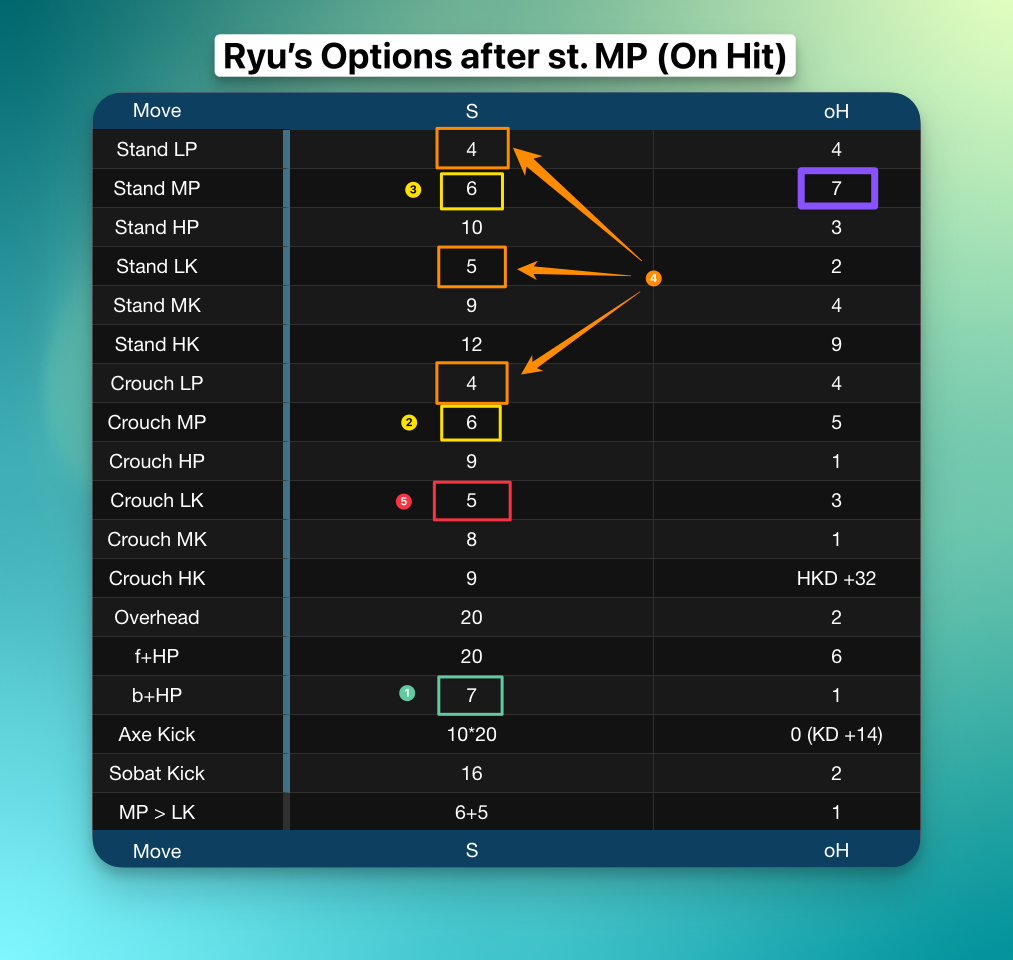 Ryu's Options after st. MP (On Hit)
Move S oH
Stand LP 4 4
3 Stand MP 6 7
Stand HP 10 3
Stand LK 5 2
4
Stand MK 9 4
Stand HK 12 9
Crouch LP 4 4
Crouch MP 2 6 5
Crouch HP 9 1
Crouch LK 5 5 3
Crouch MK 8 1
Crouch HK 9 HKD +32
Overhead 20 2
f+HP 20 6
b+HP 1 7 1
Axe Kick 10*20 0 (KD +14)
Sobat Kick 16 2
MP > LK 6+5 1
Move S oH